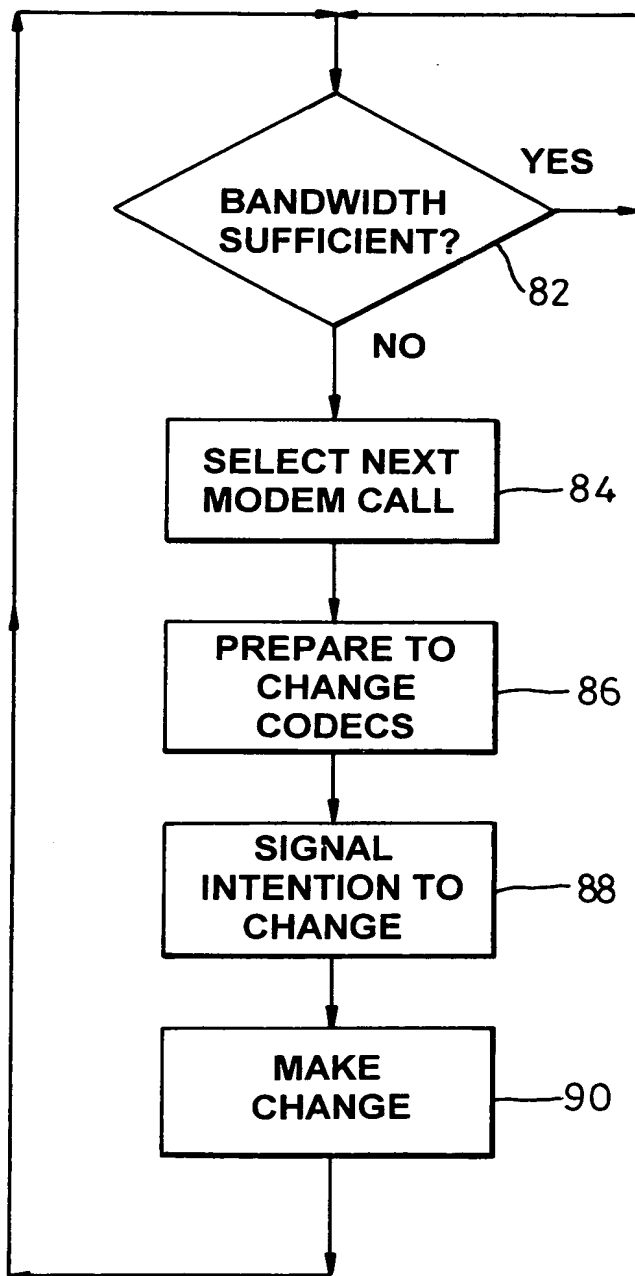 YES
BANDWIDTH
SUFFICIENT?
82
NO
SELECT NEXT
MODEM CALL
84
PREPARE TO
CHANGE
CODECS
86
SIGNAL
INTENTION TO
CHANGE
88
MAKE
CHANGE
90